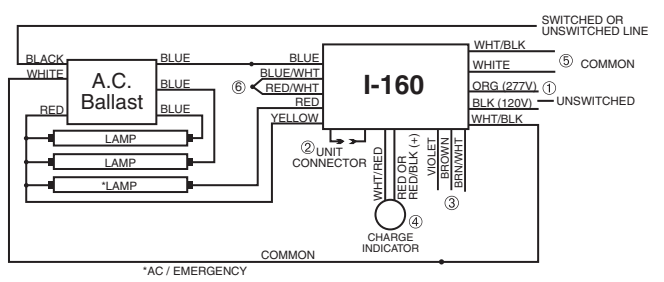 SWITCHED OR
UNSWITCHED LINE
BLACK
BLUE
BLUE
WHT/BLK
WHITE
BLUE/WHT
WHITE
⑤ COMMON
A.C.
Ballast
BLUE
⑥
RED/WHT
I-160
ORG (277V)
①
RED
BLUE
RED
BLK (120V)
UNSWITCHED
YELLOW
WHT/BLK
LAMP
② UNIT
CONNECTOR
LAMP
*LAMP
WHT/RED
RED OR
RED/BLK (+)
VIOLET
BROWN
BRN/WHT
③
④
CHARGE
INDICATOR
COMMON
*AC / EMERGENCY